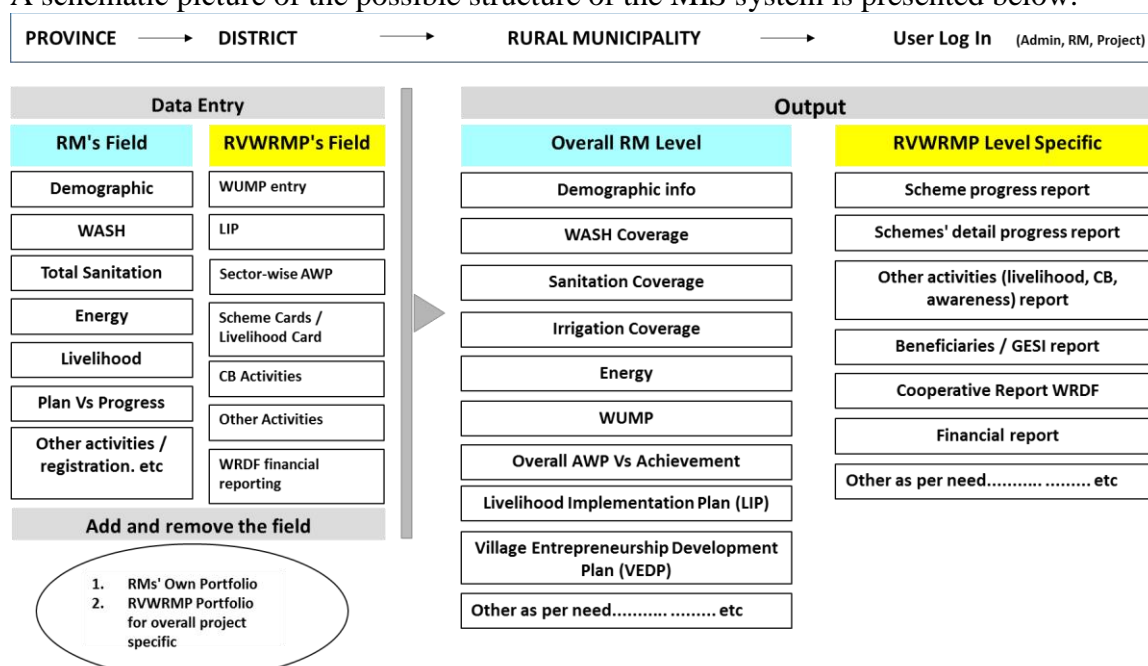 A schematic picture of the possible structure of the MIS system is presented below.
PROVINCE DISTRICT RURAL MUNICIPALITY User Log In (Admin, RM, Project)
Data Entry
RM's Field
Demographic
WASH
Total Sanitation
Energy
Livelihood
Plan Vs Progress
Other activities /
registration. etc
RVWRMP's Field
WUMP entry
LIP
Sector-wise AWP
Scheme Cards /
Livelihood Card
CB Activities
Other Activities
WRDF financial
reporting
Add and remove the field
1. RMs' Own Portfolio
2. RVWRMP Portfolio
for overall project
specific
Output
Overall RM Level
Demographic info
WASH Coverage
Sanitation Coverage
Irrigation Coverage
Energy
WUMP
Overall AWP Vs Achievement
Livelihood Implementation Plan (LIP)
Village Entrepreneurship Development
Plan (VEDP)
Other as per need........... ......... etc
RVWRMP Level Specific
Scheme progress report
Schemes' detail progress report
Other activities (livelihood, CB,
awareness) report
Beneficiaries / GESI report
Cooperative Report WRDF
Financial report
Other as per need........... ......... etc